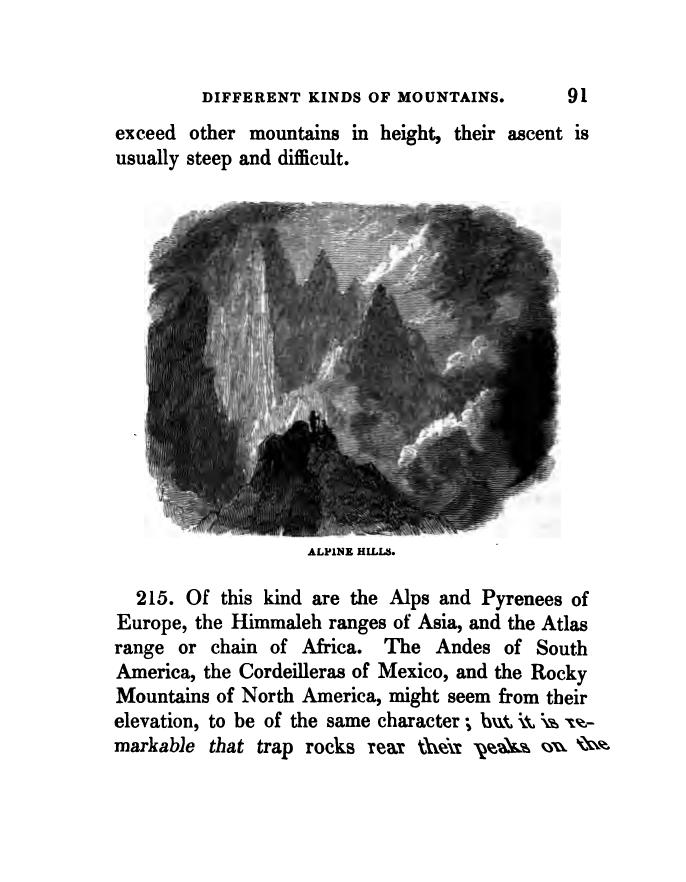 DIFFERENT KINDS OF MOUNTAINS. 91
exceed other mountains in height, their ascent is
usually steep and difficult.
ALPINE HILLS.
215. Of this kind are the Alps and Pyrenees of
Europe, the Himmaleh ranges of Asia, and the Atlas
range or chain of Africa. The Andes of South
America, the Cordeilleras of Mexico, and the Rocky
Mountains of North America, might seem from their
elevation, to be of the same character; but it is re-
markable that trap rocks rear their peaks on the